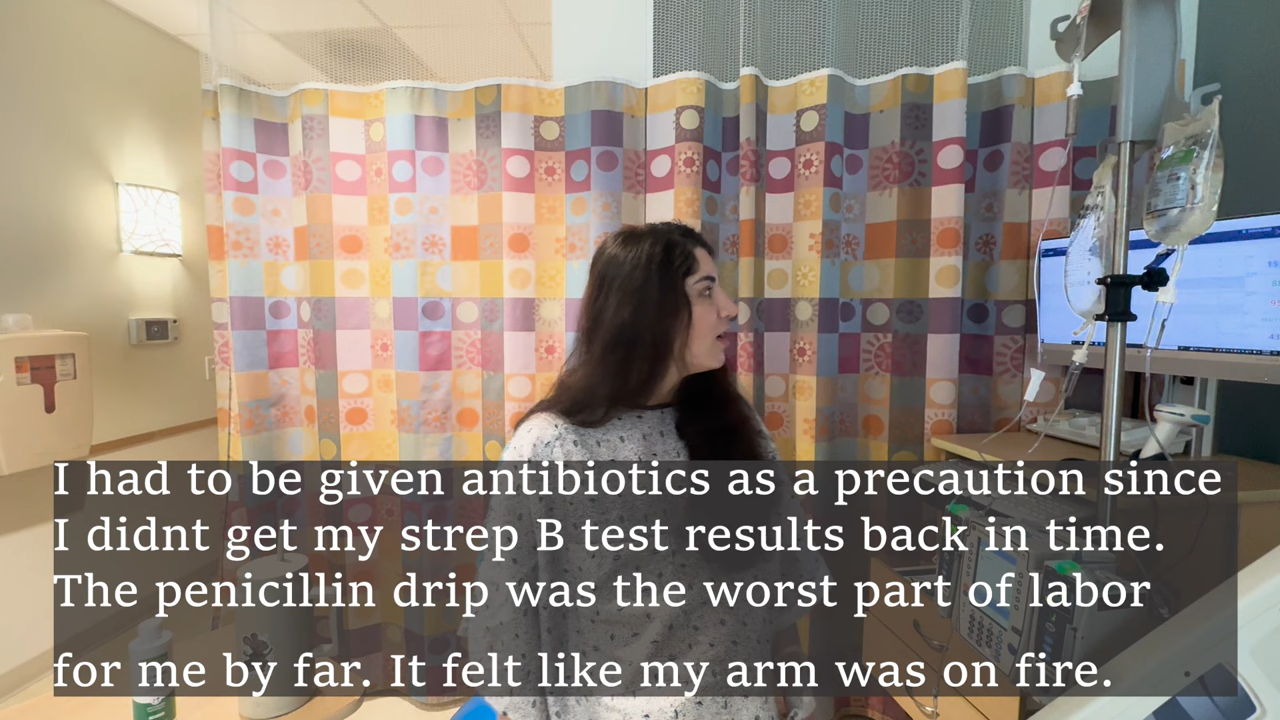 I had to be given antibiotics as a precaution since
I didnt get my strep B test results back in time.
The penicillin drip was the worst part of labor
for me by far. It felt like my arm was on fire.